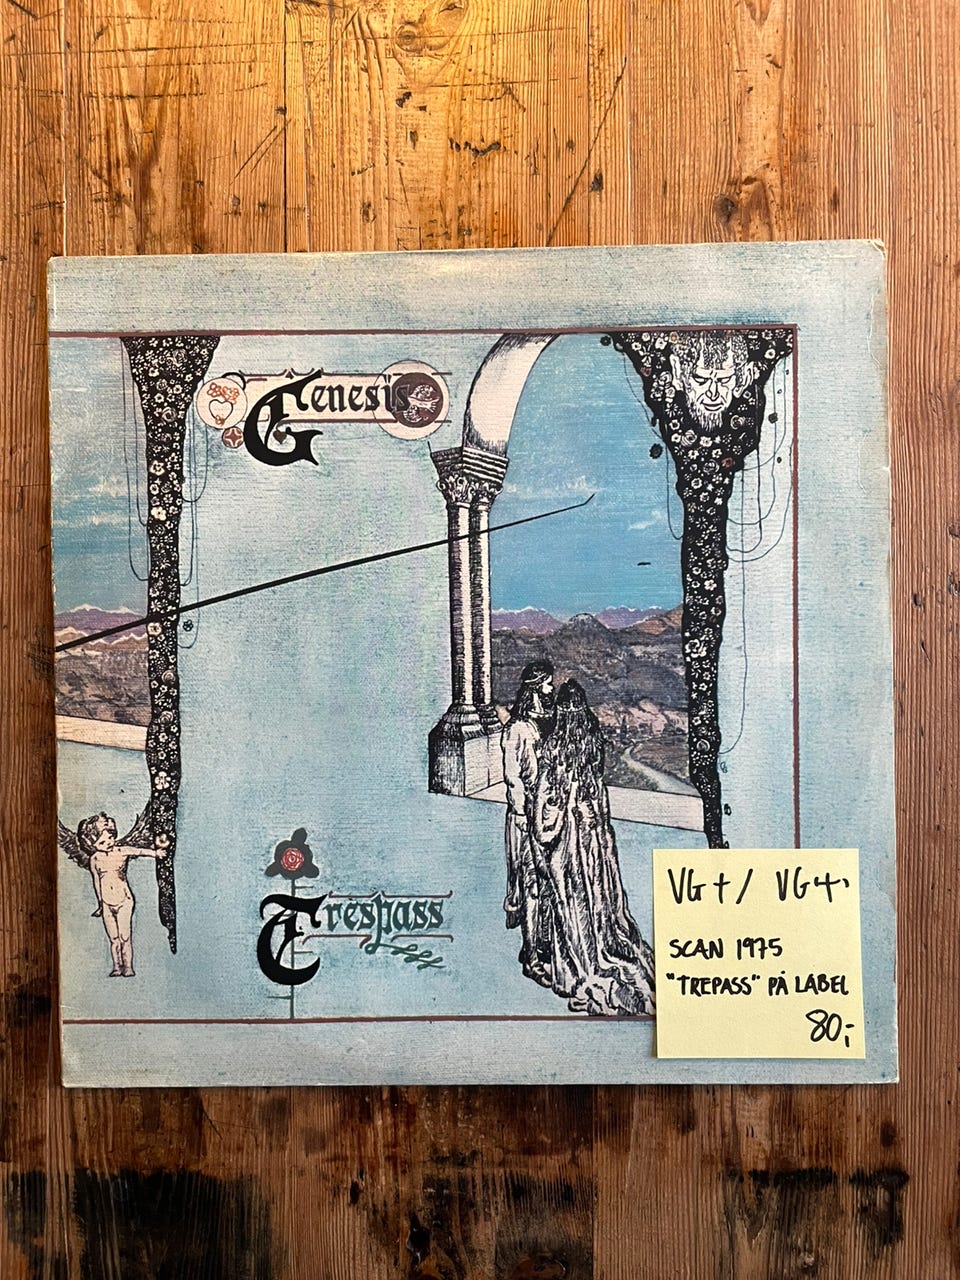 Genesis
Trespass
VG+/ VG+
SCAN 1975
"TREPASS" PÅ LABEL
80;-